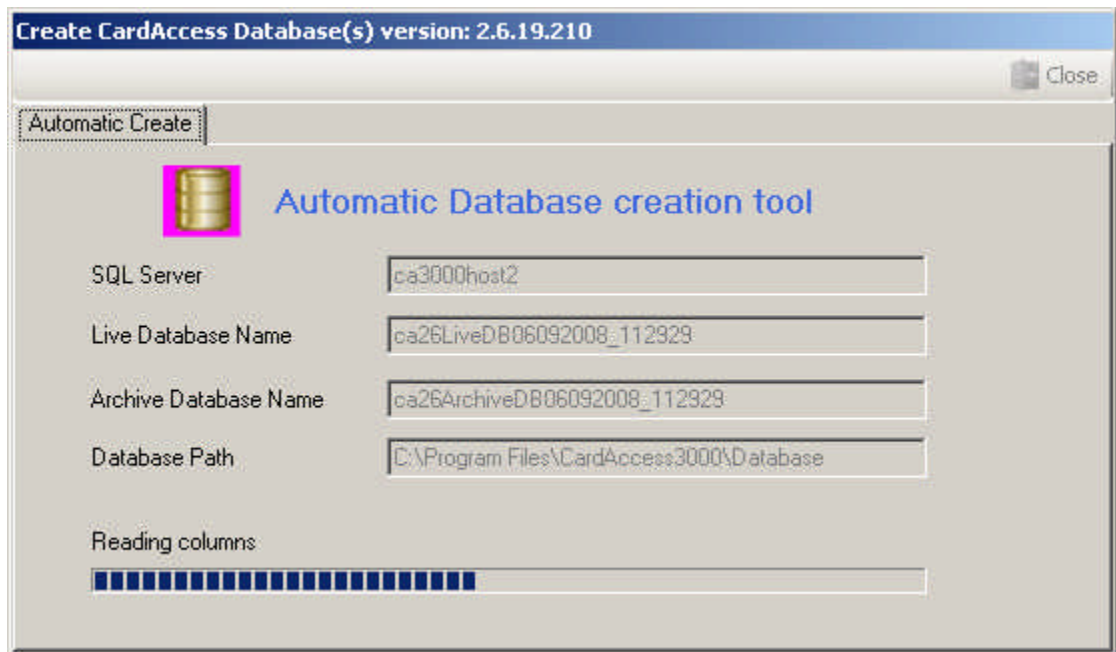 Create CardAccess Database(s) version: 2.6.19.210
Close
Automatic Create
Automatic Database creation tool
SQL Server ca3000host2
Live Database Name ca26LiveDB06092008_112929
Archive Database Name ca26ArchiveDB06092008_112929
Database Path C:\Program Files\CardAccess3000\Database
Reading columns